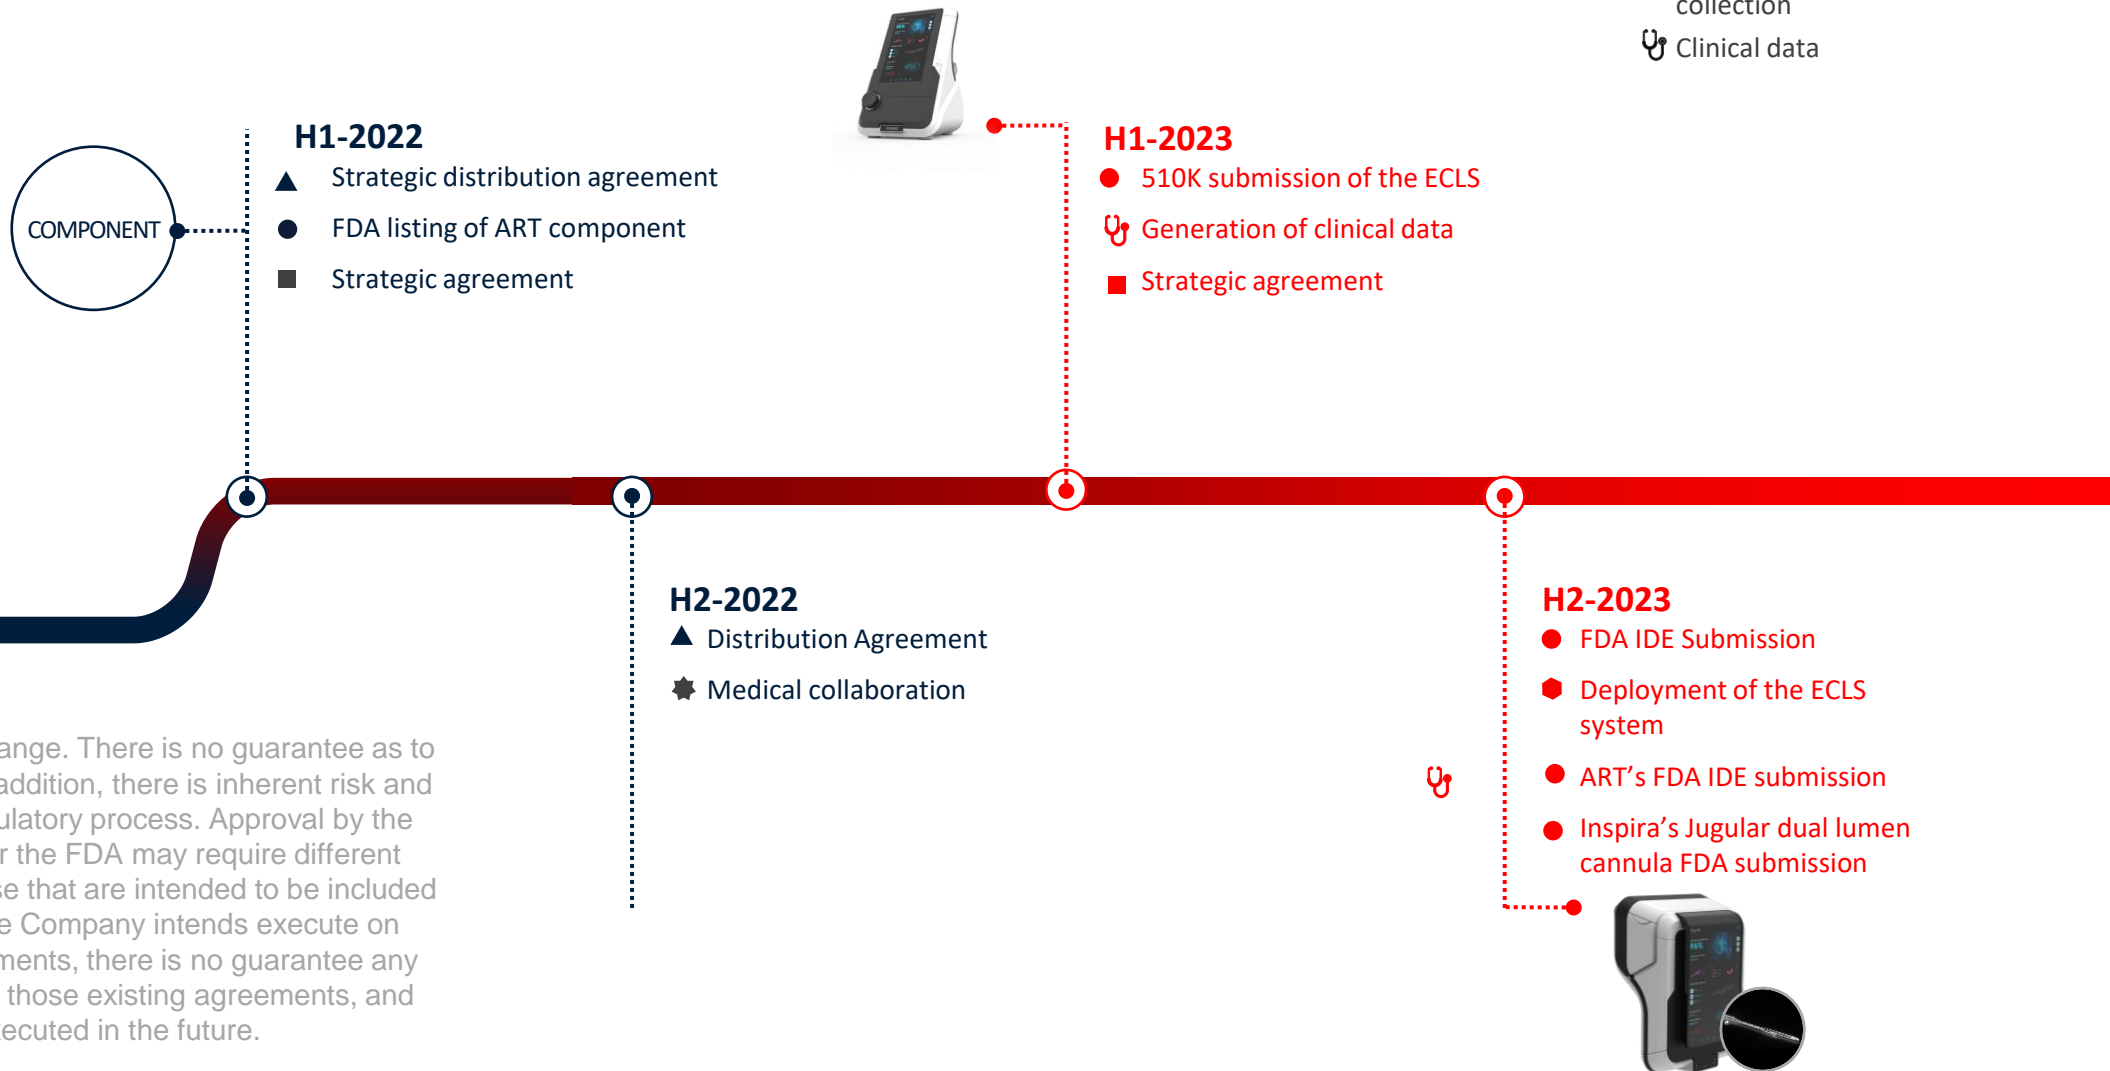 collection
Clinical data
COMPONENT
H1-2022
Strategic distribution agreement
FDA listing of ART component
Strategic agreement
H1-2023
510K submission of the ECLS
Generation of clinical data
Strategic agreement
H2-2022
Distribution Agreement
Medical collaboration
H2-2023
FDA IDE Submission
Deployment of the ECLS
system
ART's FDA IDE submission
Inspira's Jugular dual lumen
cannula FDA submission
ange. There is no guarantee as to
addition, there is inherent risk and
ulatory process. Approval by the
r the FDA may require different
se that are intended to be included
e Company intends execute on
ments, there is no guarantee any
those existing agreements, and
ecuted in the future.